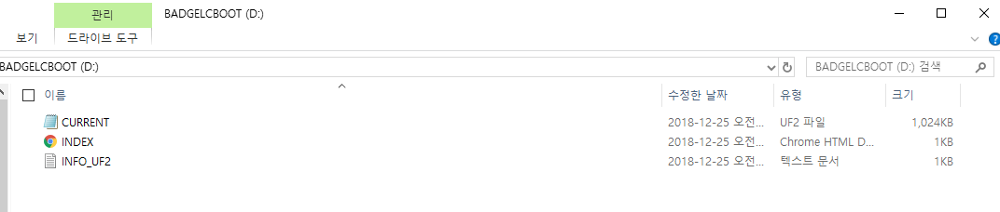 관리 BADGELCBOOT (D:)
보기 드라이브 도구
BADGELCBOOT (D:) BADGELCBOOT (D:) 검색
이름 수정한 날짜 유형 크기
CURRENT 2018-12-25 오전... UF2 파일 1,024KB
INDEX 2018-12-25 오전... Chrome HTML D... 1KB
INFO_UF2 2018-12-25 오전... 텍스트 문서 1KB